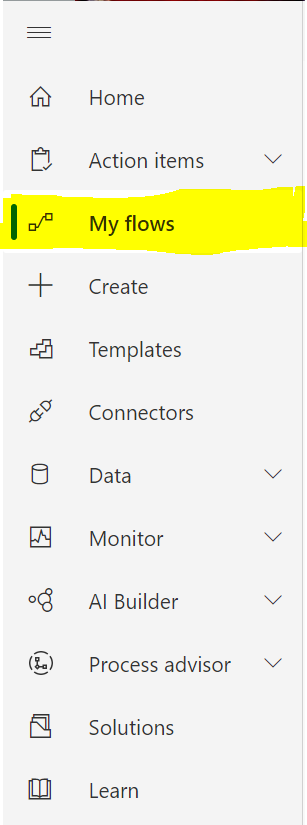 Home
Action items
My flows
Create
Templates
Connectors
Data
Monitor
AI Builder
Process advisor
Solutions
Learn